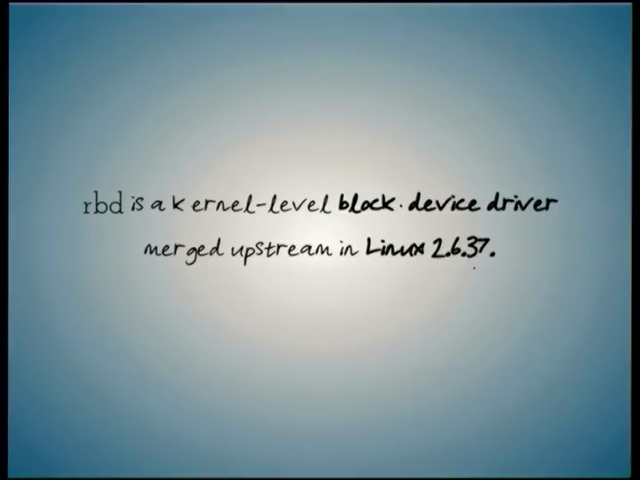 rbd is a kernel-level block device driver
merged upstream in Linux 2.6.37.